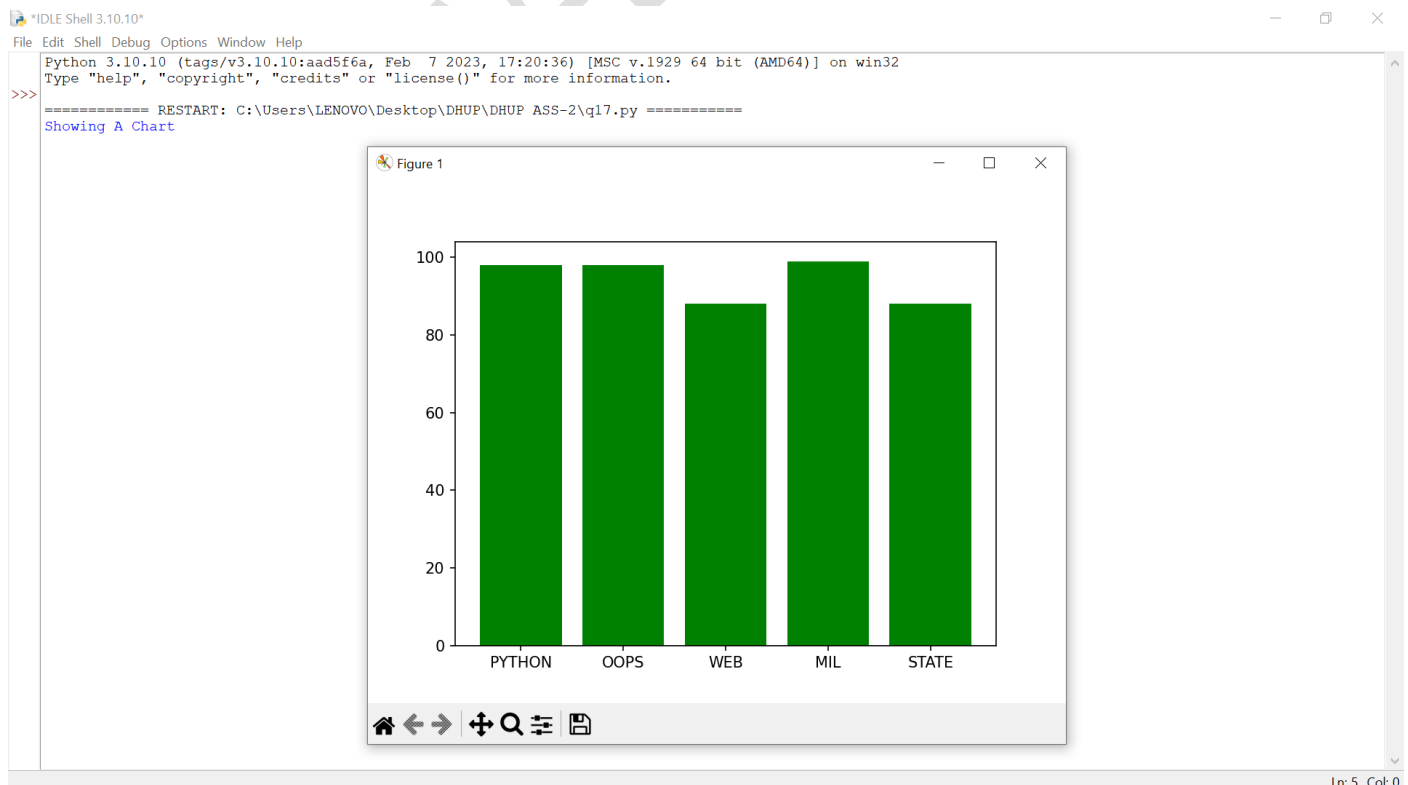 *IDLE Shell 3.10.10*
File Edit Shell Debug Options Window Help
Python 3.10.10 (tags/v3.10.10:aad5f6a, Feb  7 2023, 17:20:36) [MSC v.1929 64 bit (AMD64)] on win32
Type "help", "copyright", "credits" or "license()" for more information.
>>>
============ RESTART: C:\Users\LENOVO\Desktop\DHUP\DHUP ASS-2\q17.py ===========
Showing A Chart
Figure 1
100
80
60
40
20
0
PYTHON OOPS WEB MIL STATE
Ln: 5 Col: 0